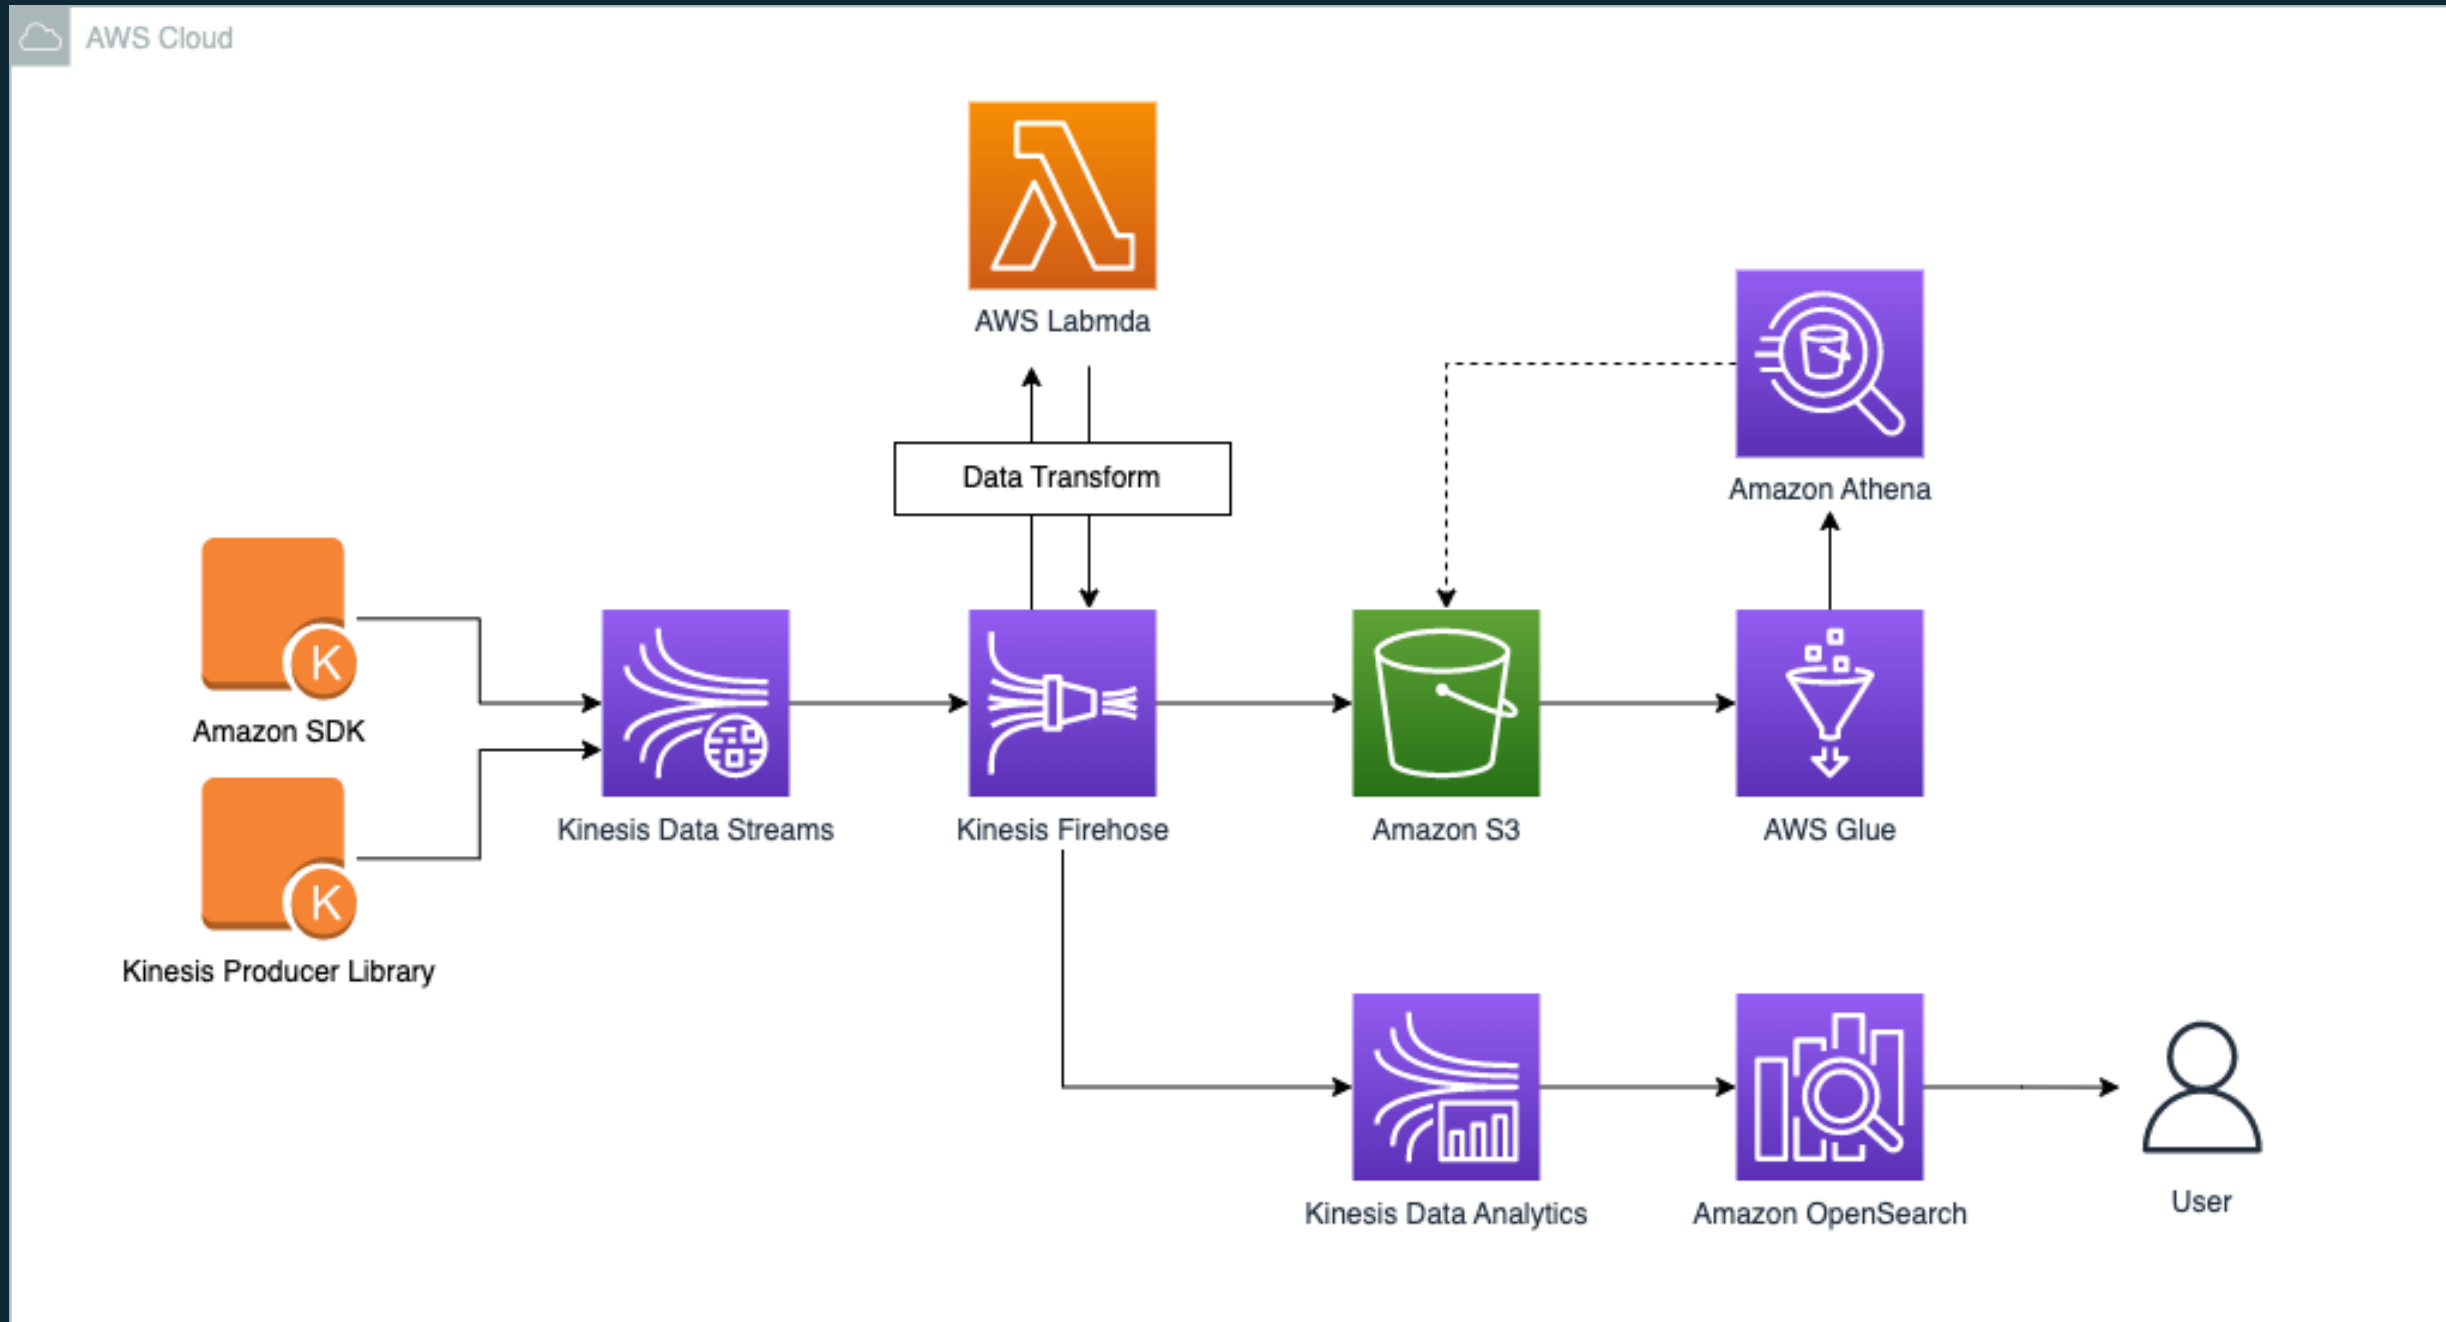 AWS Cloud
AWS Labmda
Data Transform
Amazon Athena
K
Amazon SDK
Kinesis Data Streams
Kinesis Firehose
Amazon S3
AWS Glue
K
Kinesis Producer Library
Kinesis Data Analytics
Amazon OpenSearch
User